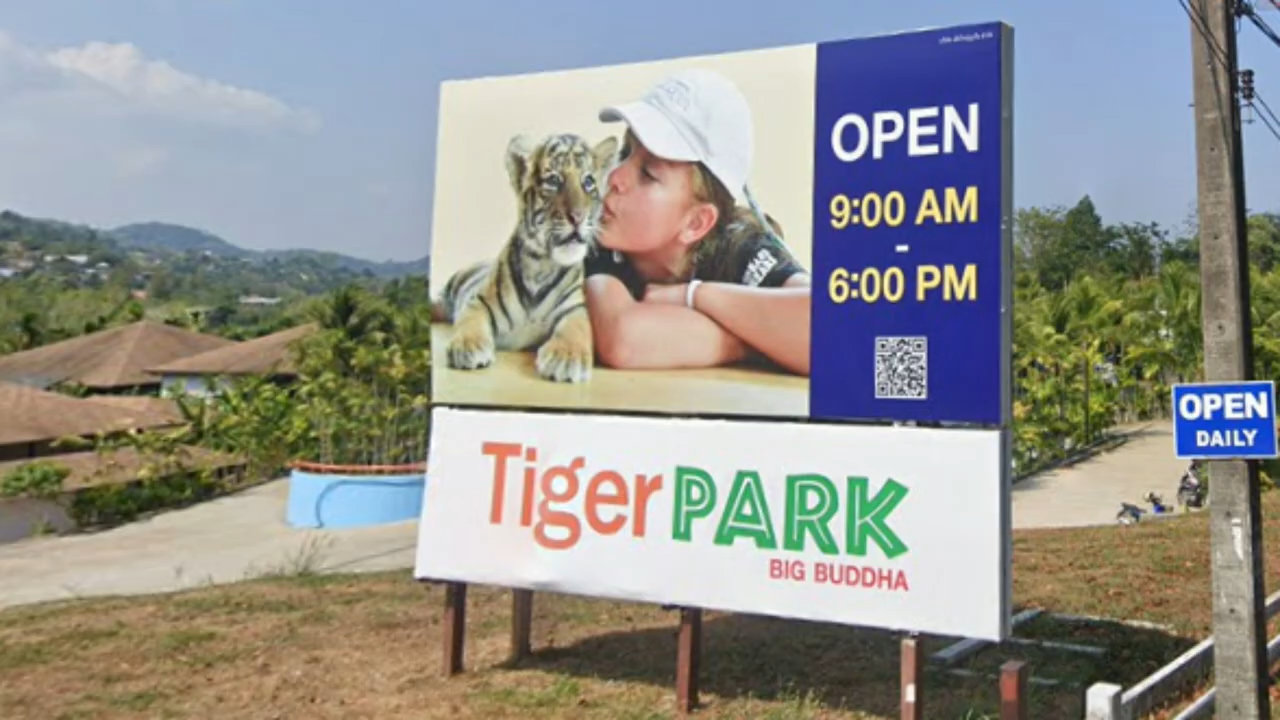 OPEN
9:00 AM
-
6:00 PM
Tiger PARK
BIG BUDDHA
OPEN
DAILY